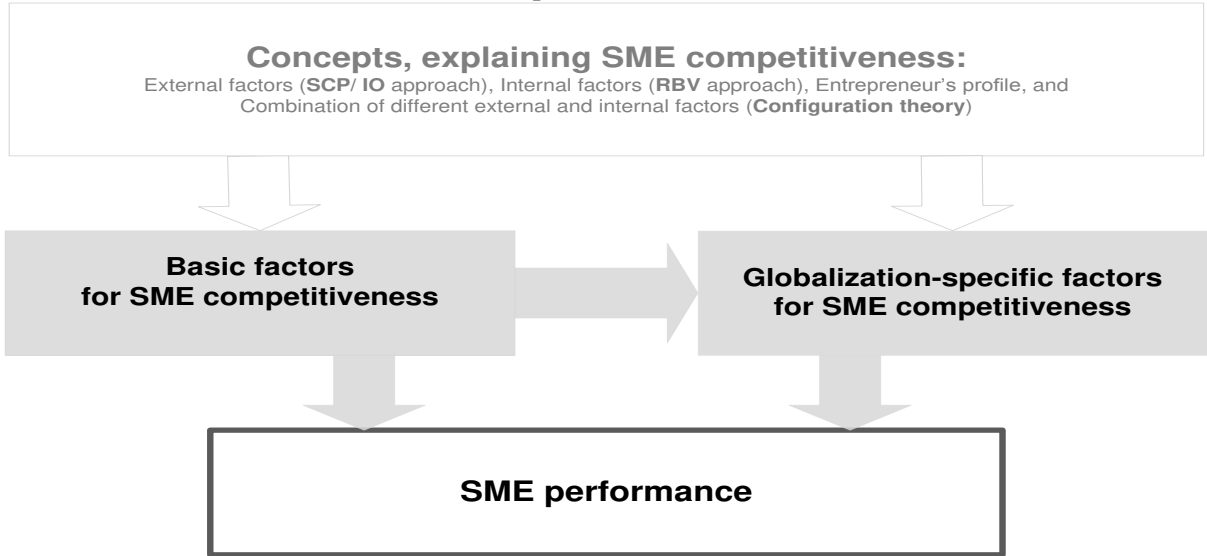 Concepts, explaining SME competitiveness:
External factors (SCP/ IO approach), Internal factors (RBV approach), Entrepreneur's profile, and
Combination of different external and internal factors (Configuration theory)
Basic factors
for SME competitiveness
Globalization-specific factors
for SME competitiveness
SME performance